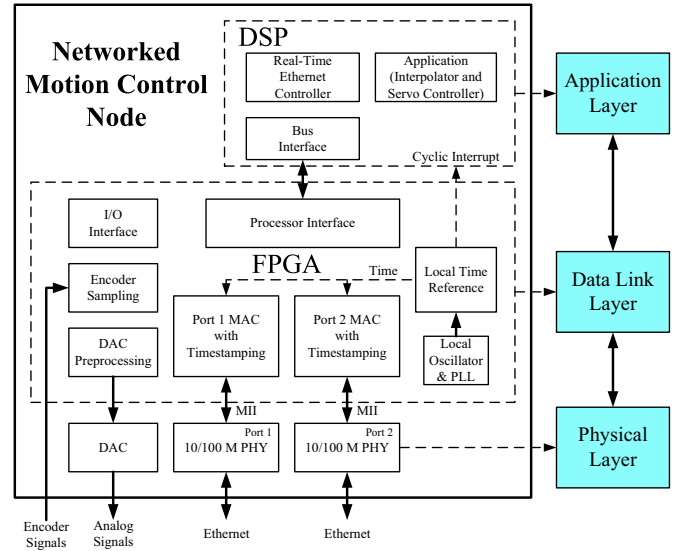 Networked
Motion Control
Node
DSP
Real-Time
Ethernet
Controller
Application
(Interpolator and
Servo Controller)
Bus
Interface
Cyclic Interrupt
Application
Layer
I/O
Interface
Processor Interface
FPGA
Encoder
Sampling
Time
Local Time
Reference
Data Link
Layer
Port 1 MAC
with
Timestamping
Port 2 MAC
with
Timestamping
DAC
Preprocessing
Local
Oscillator
& PLL
MII
MII
DAC
Port 1
10/100 M PHY
Port 2
10/100 M PHY
Physical
Layer
Encoder
Signals
Analog
Signals
Ethernet
Ethernet